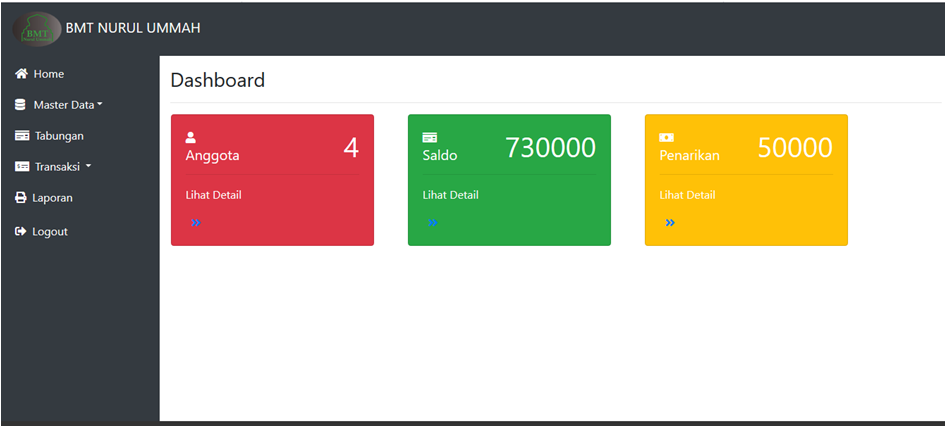 BMT
BMT NURUL UMMAH
Home
Master Data
Tabungan
Transaksi
Laporan
Logout
Dashboard
Anggota 4
Lihat Detail
Saldo 730000
Lihat Detail
Penarikan 50000
Lihat Detail